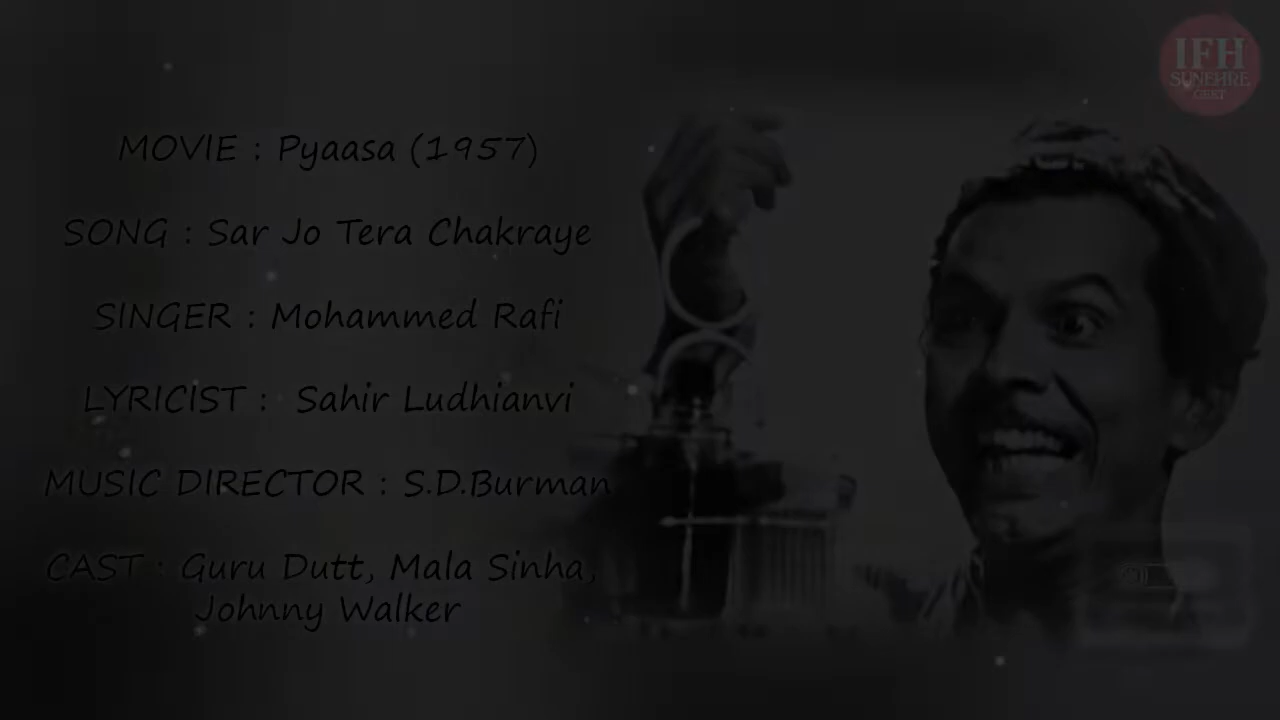 IFH
SUNEHRE
GEET
MOVIE : Pyaasa (1957)
SONG : Sar Jo Tera Chakraye
SINGER : Mohammed Rafi
LYRICIST : Sahir Ludhianvi
MUSIC DIRECTOR : S.D.Burman
CAST : Guru Dutt, Mala Sinha,
Johnny Walker